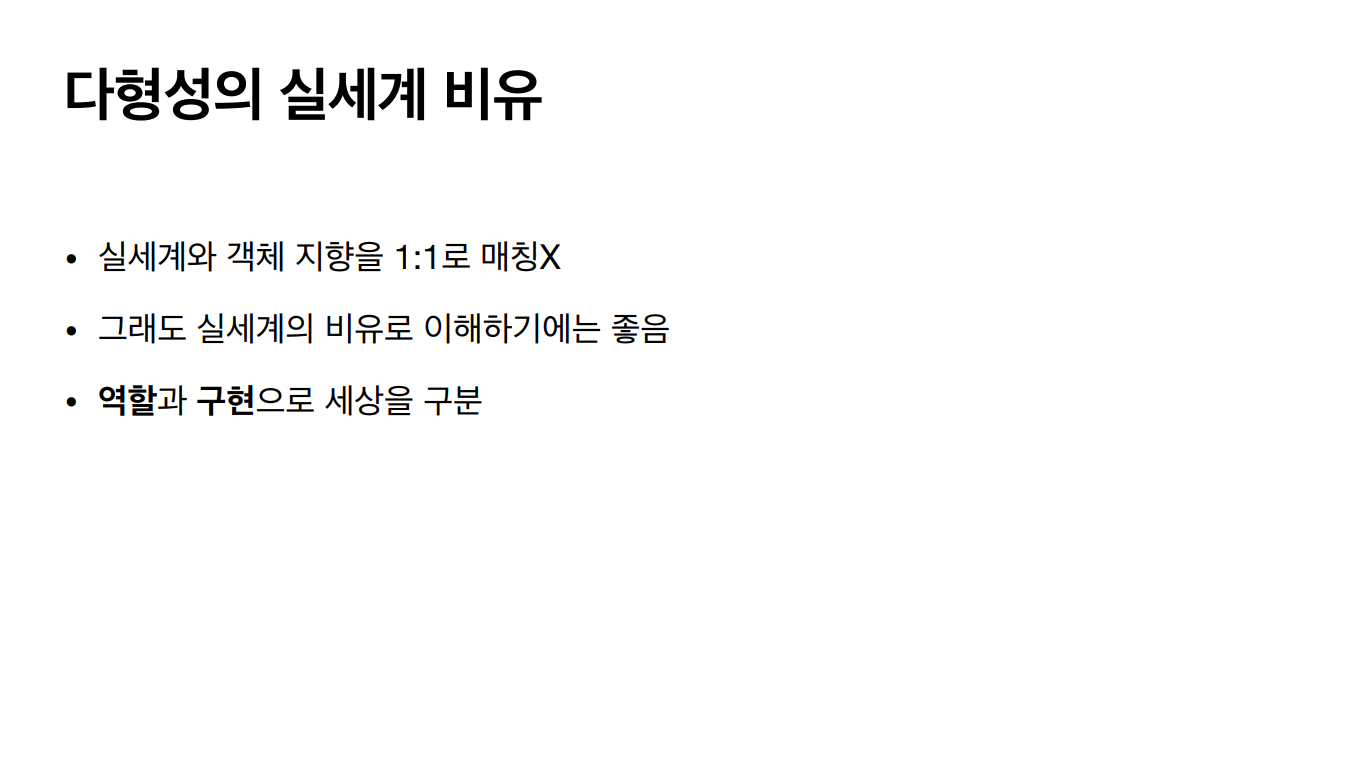 다형성의 실세계 비유
• 실세계와 객체 지향을 1:1로 매칭X
• 그래도 실세계의 비유로 이해하기에는 좋음
• 역할과 구현으로 세상을 구분